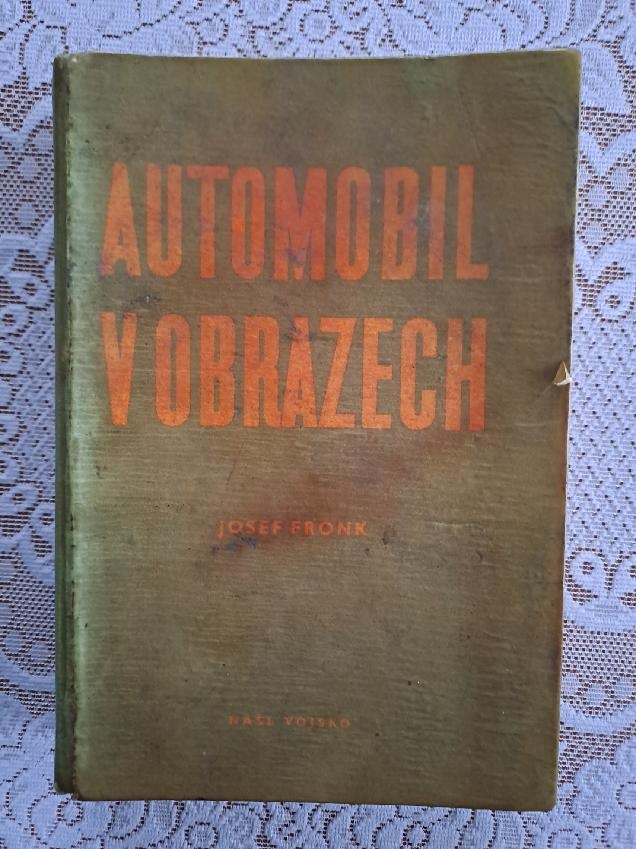 AUTOMOBIL
V OBRAZECH
JOSEF FRONK
NAŠE VOJSKO